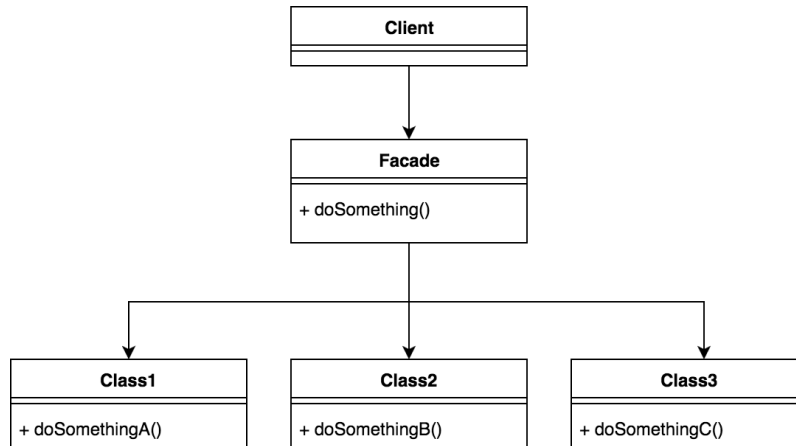 Client
Facade
+ doSomething()
Class1
+ doSomethingA()
Class2
+ doSomethingB()
Class3
+ doSomethingC()